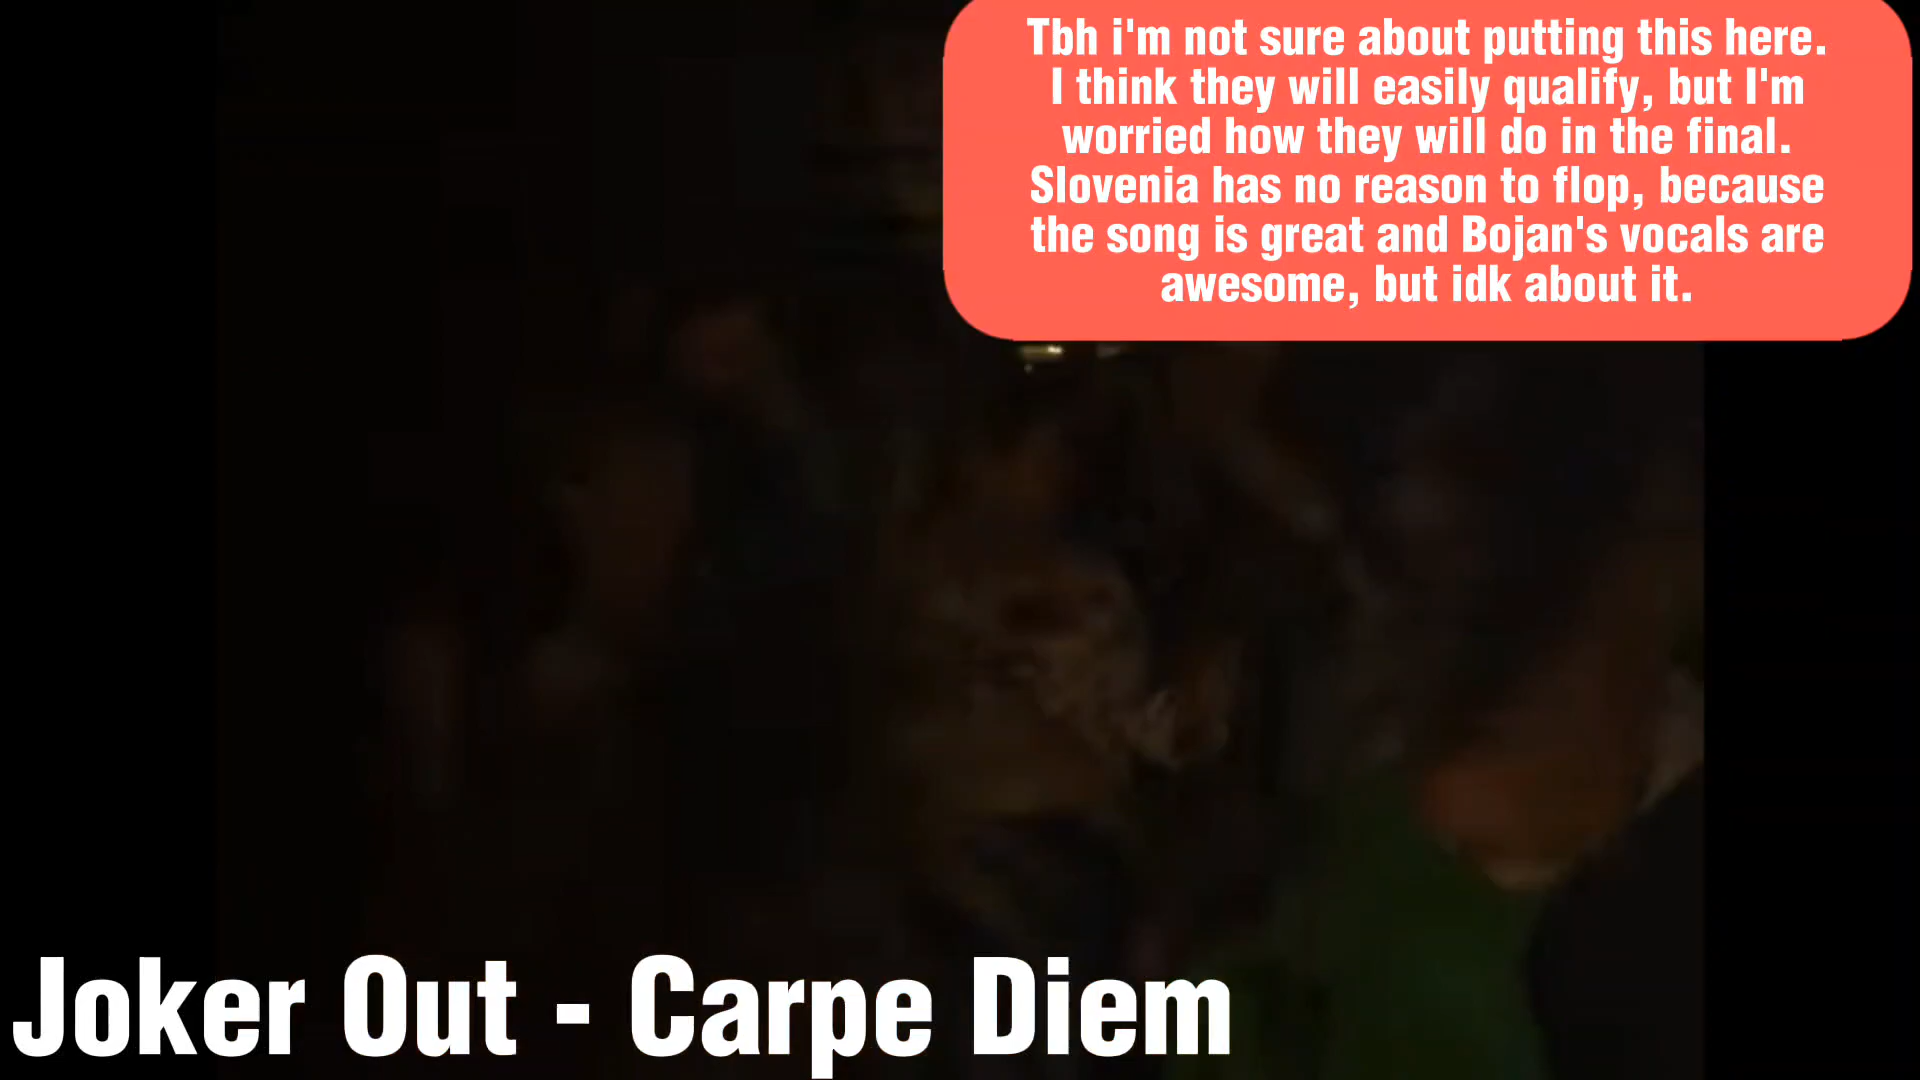 Tbh i'm not sure about putting this here.
I think they will easily qualify, but I'm
worried how they will do in the final.
Slovenia has no reason to flop, because
the song is great and Bojan's vocals are
awesome, but idk about it.
Joker Out - Carpe Diem